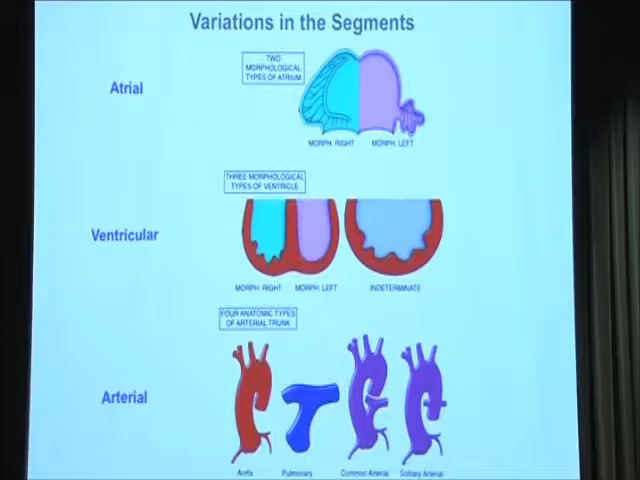 Variations in the Segments
TWO
MORPHOLOGICAL
TYPES OF ATRIUM
Atrial
MORPH. RIGHT MORPH. LEFT
THREE MORPHOLOGICAL
TYPES OF VENTRICLE
Ventricular
MORPH. RIGHT MORPH. LEFT INDETERMINATE
FOUR ANATOMIC TYPES
OF ARTERIAL TRUNK
Arterial
Aorta Pulmonary Common Arterial Solitary Arterial